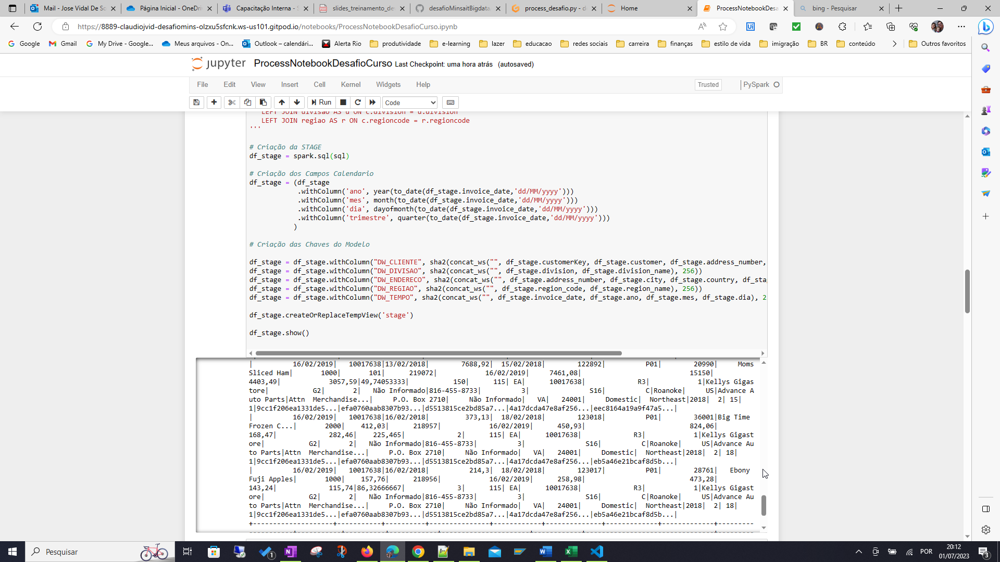 Mail - Jose Vidal De Sc
Página Inicial - OneDri
Capacitação Interna - S
slides_treinamento_de
desafioMinsaitBigdata
process_desafio.py - d
Home
ProcessNotebookDesa
bing - Pesquisar
https://8889-claudiojvid-desafiomins-olzxu5sfcnk.ws-us101.gitpod.io/notebooks/ProcessNotebookDesafioCurso.ipynb
Google
Gmail
My Drive - Google...
Meus arquivos - On...
Outlook – calendári...
Alerta Rio
produtividade
e-learning
lazer
educacao
redes sociais
carreira
finanças
estilo de vida
imigração
BR
conteúdo
Outros favoritos
jupyter ProcessNotebookDesafioCurso Last Checkpoint: uma hora atrás (autosaved)
File Edit View Insert Cell Kernel Widgets Help
Trusted
PySpark
Run
Code
LEFT JOIN divisao AS d ON c.division = d.division
LEFT JOIN regiao AS r ON c.regioncode = r.regioncode
'''
# Criação da STAGE
df_stage = spark.sql(sql)
# Criação dos Campos Calendario
df_stage = (df_stage
.withColumn('ano', year(to_date(df_stage.invoice_date,'dd/MM/yyyy')))
.withColumn('mes', month(to_date(df_stage.invoice_date,'dd/MM/yyyy')))
.withColumn('dia', dayofmonth(to_date(df_stage.invoice_date,'dd/MM/yyyy')))
.withColumn('trimestre', quarter(to_date(df_stage.invoice_date,'dd/MM/yyyy')))
)
# Criação das Chaves do Modelo
df_stage = df_stage.withColumn("DW_CLIENTE", sha2(concat_ws("", df_stage.customerKey, df_stage.customer, df_stage.address_number,
df_stage = df_stage.withColumn("DW_DIVISAO", sha2(concat_ws("", df_stage.division, df_stage.division_name), 256))
df_stage = df_stage.withColumn("DW_ENDERECO", sha2(concat_ws("", df_stage.address_number, df_stage.city, df_stage.country, df_sta
df_stage = df_stage.withColumn("DW_REGIAO", sha2(concat_ws("", df_stage.region_code, df_stage.region_name), 256))
df_stage = df_stage.withColumn("DW_TEMPO", sha2(concat_ws("", df_stage.invoice_date, df_stage.ano, df_stage.mes, df_stage.dia), 2
df_stage.createOrReplaceTempView('stage')
df_stage.show()
| 16/02/2019| 10017638|13/02/2018| 7688,92| 15/02/2018| 122892| P01| 20990| Moms
Sliced Ham| 1000| 101| 219072| 16/02/2019| 7461,08| 15150|
4403,49| 3057,59|49,74053333| 150| 115| EA| 10017638| R3| 1|Kellys Gigas
tore| G2| 2| Não Informado|816-455-8733| 3| S16| C|Roanoke| US|Advance A
uto Parts|Attn  Merchandise...| P.O. Box 2710| Não Informado| VA| 24001| Domestic| Northeast|2018| 2| 15|
1|9cc1f206ea1331de5...|efa0760aab8307b93...|d5513815ce2bd85a7...|4a17dcda47e8af256...|eec8164a19a9f47a5...|
| 16/02/2019| 10017638|16/02/2018| 373,13| 18/02/2018| 123018| P01| 36001|Big Time
Frozen C...| 2000| 412,03| 218957| 16/02/2019| 450,93| 824,06|
168,47| 282,46| 225,465| 2| 115| EA| 10017638| R3| 1|Kellys Gigast
ore| G2| 2| Não Informado|816-455-8733| 3| S16| C|Roanoke| US|Advance Au
to Parts|Attn  Merchandise...| P.O. Box 2710| Não Informado| VA| 24001| Domestic| Northeast|2018| 2| 18|
1|9cc1f206ea1331de5...|efa0760aab8307b93...|d5513815ce2bd85a7...|4a17dcda47e8af256...|eb5a46e21bcaf8d5b...|
| 16/02/2019| 10017638|16/02/2018| 214,3| 18/02/2018| 123017| P01| 28761| Ebony
Fuji Apples| 1000| 157,76| 218956| 16/02/2019| 258,98| 473,28|
143,24| 115,74|86,32666667| 3| 115| EA| 10017638| R3| 1|Kellys Gigast
ore| G2| 2| Não Informado|816-455-8733| 3| S16| C|Roanoke| US|Advance Au
to Parts|Attn  Merchandise...| P.O. Box 2710| Não Informado| VA| 24001| Domestic| Northeast|2018| 2| 18|
1|9cc1f206ea1331de5...|efa0760aab8307b93...|d5513815ce2bd85a7...|4a17dcda47e8af256...|eb5a46e21bcaf8d5b...|
+--------------------+-----------+----------+---------------+------------+--------------+-------------+-------------+---------
Pesquisar
POR
20:12
01/07/2023
3